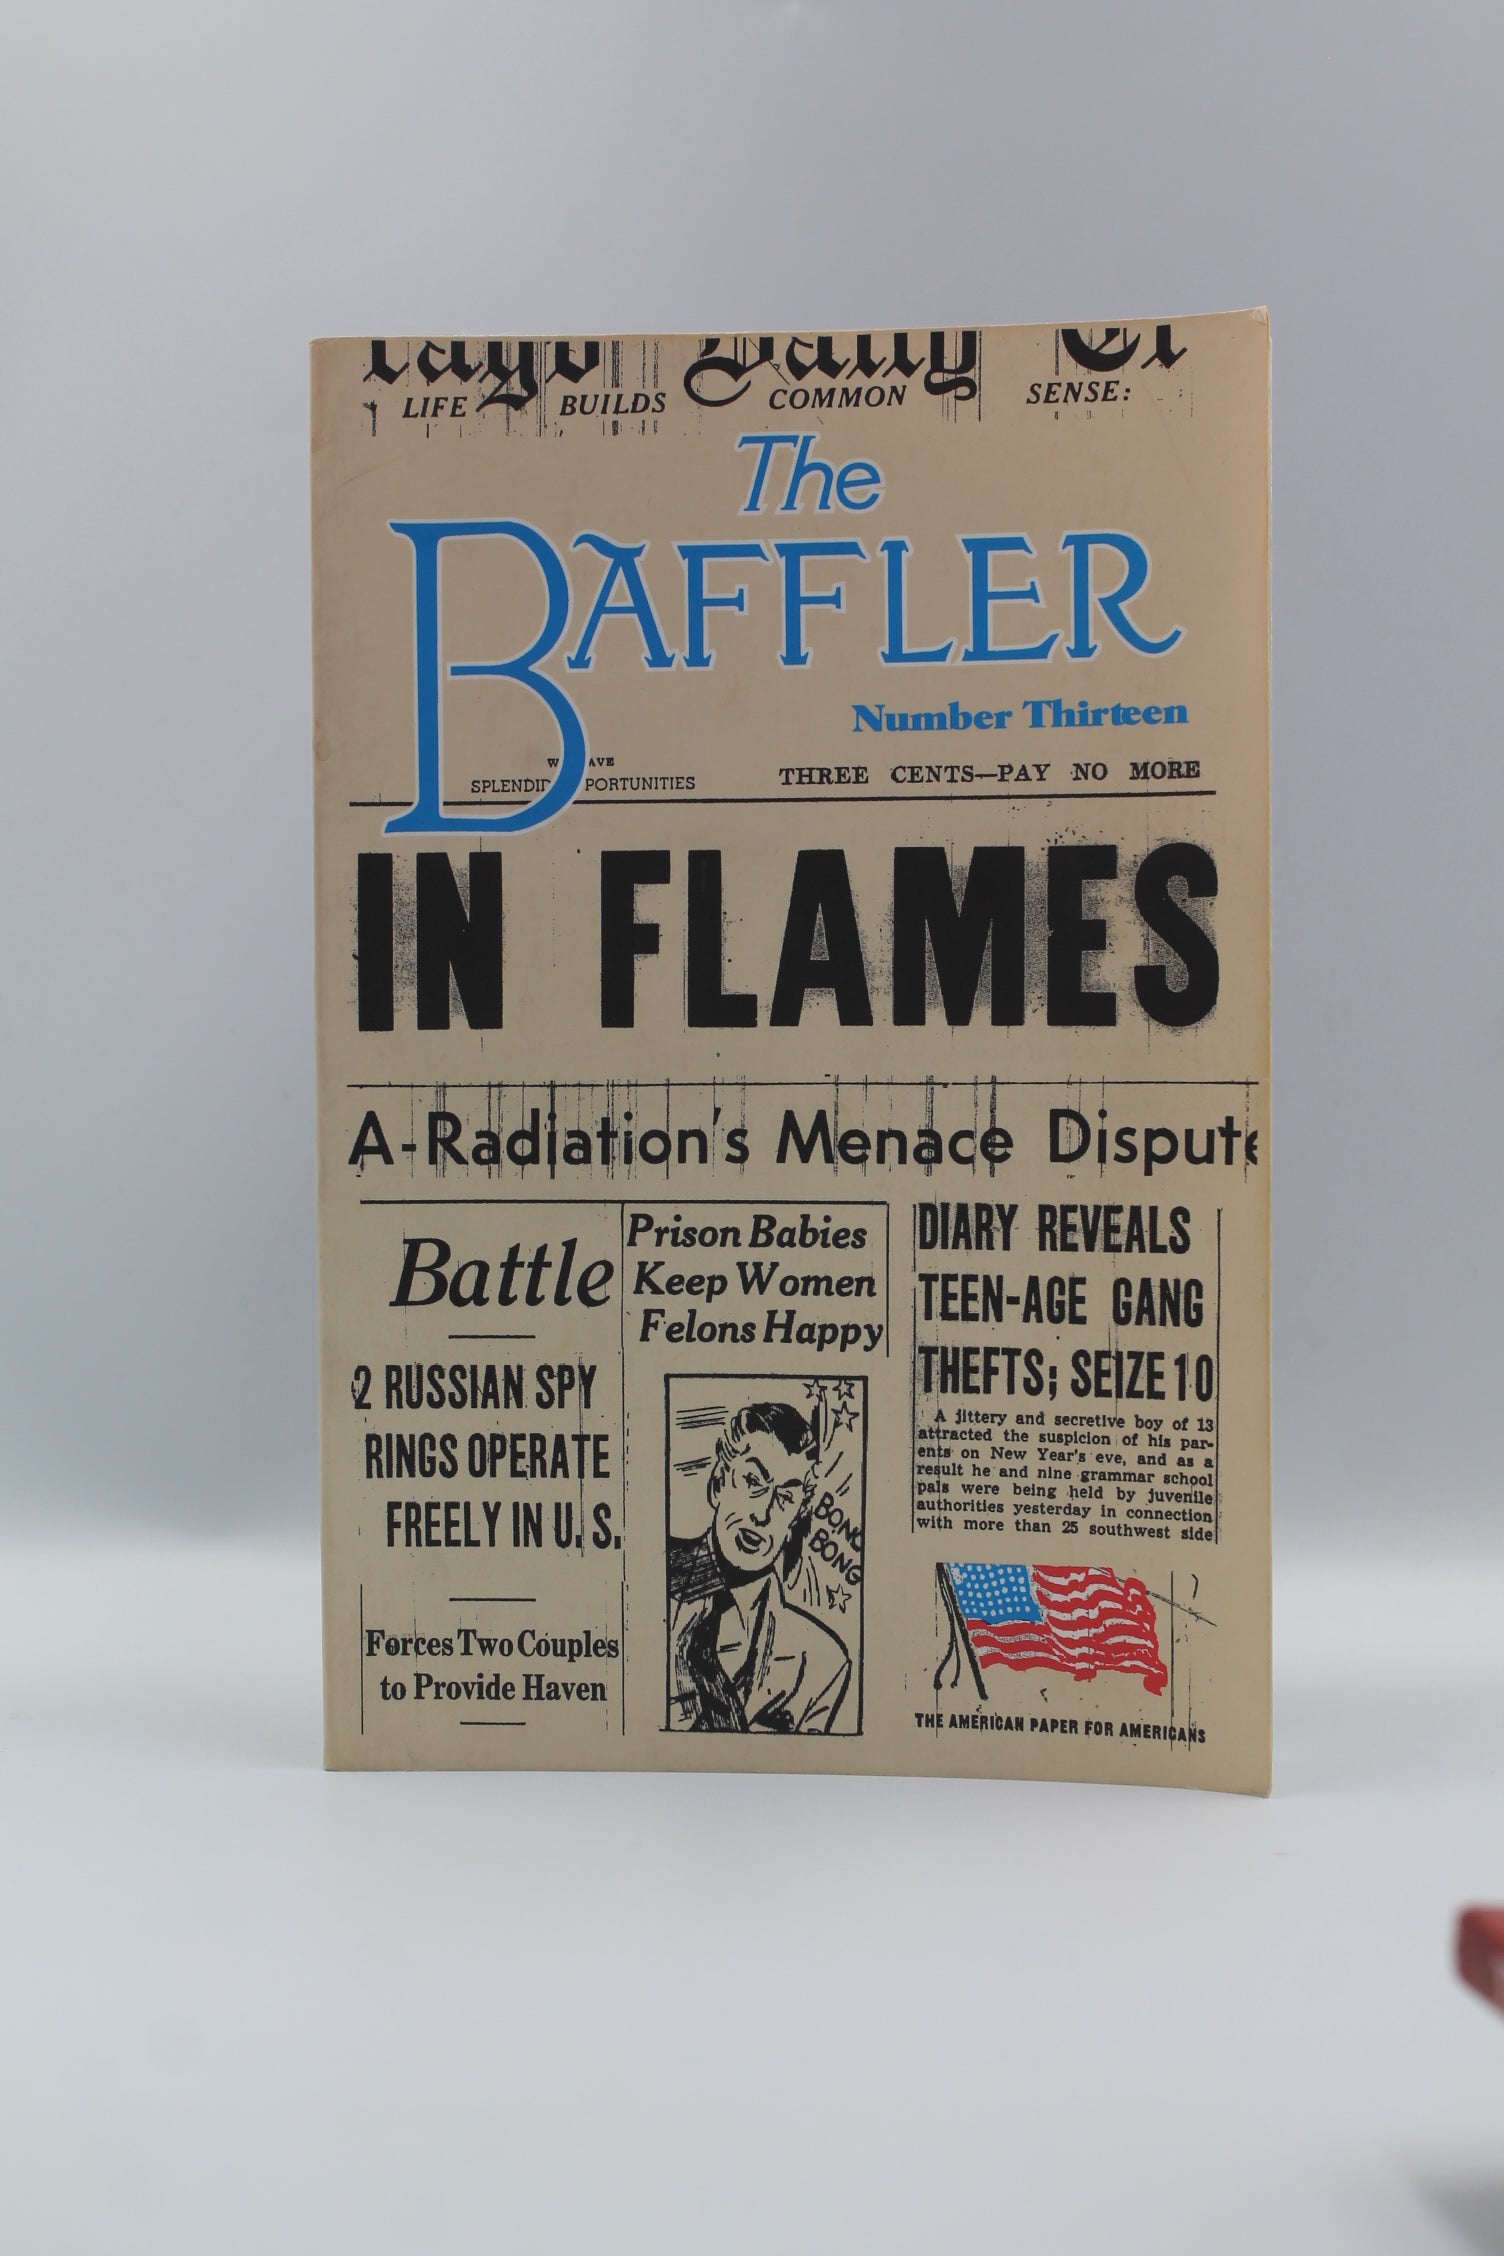 LIFE BUILDS COMMON SENSE:
The
BAFFLER
Number Thirteen
SPLENDID PORTUNITIES
THREE CENTS—PAY NO MORE
IN FLAMES
A-Radiation's Menace Dispute
Battle
2 RUSSIAN SPY
RINGS OPERATE
FREELY IN U. S.
Forces Two Couples
to Provide Haven
Prison Babies
Keep Women
Felons Happy
BONG
BONG
DIARY REVEALS
TEEN-AGE GANG
THEFTS; SEIZE 10
A jittery and secretive boy of 13
attracted the suspicion of his par-
ents on New Year's eve, and as a
result he and nine grammar school
pals were being held by juvenile
authorities yesterday in connection
with more than 25 southwest side
THE AMERICAN PAPER FOR AMERICANS